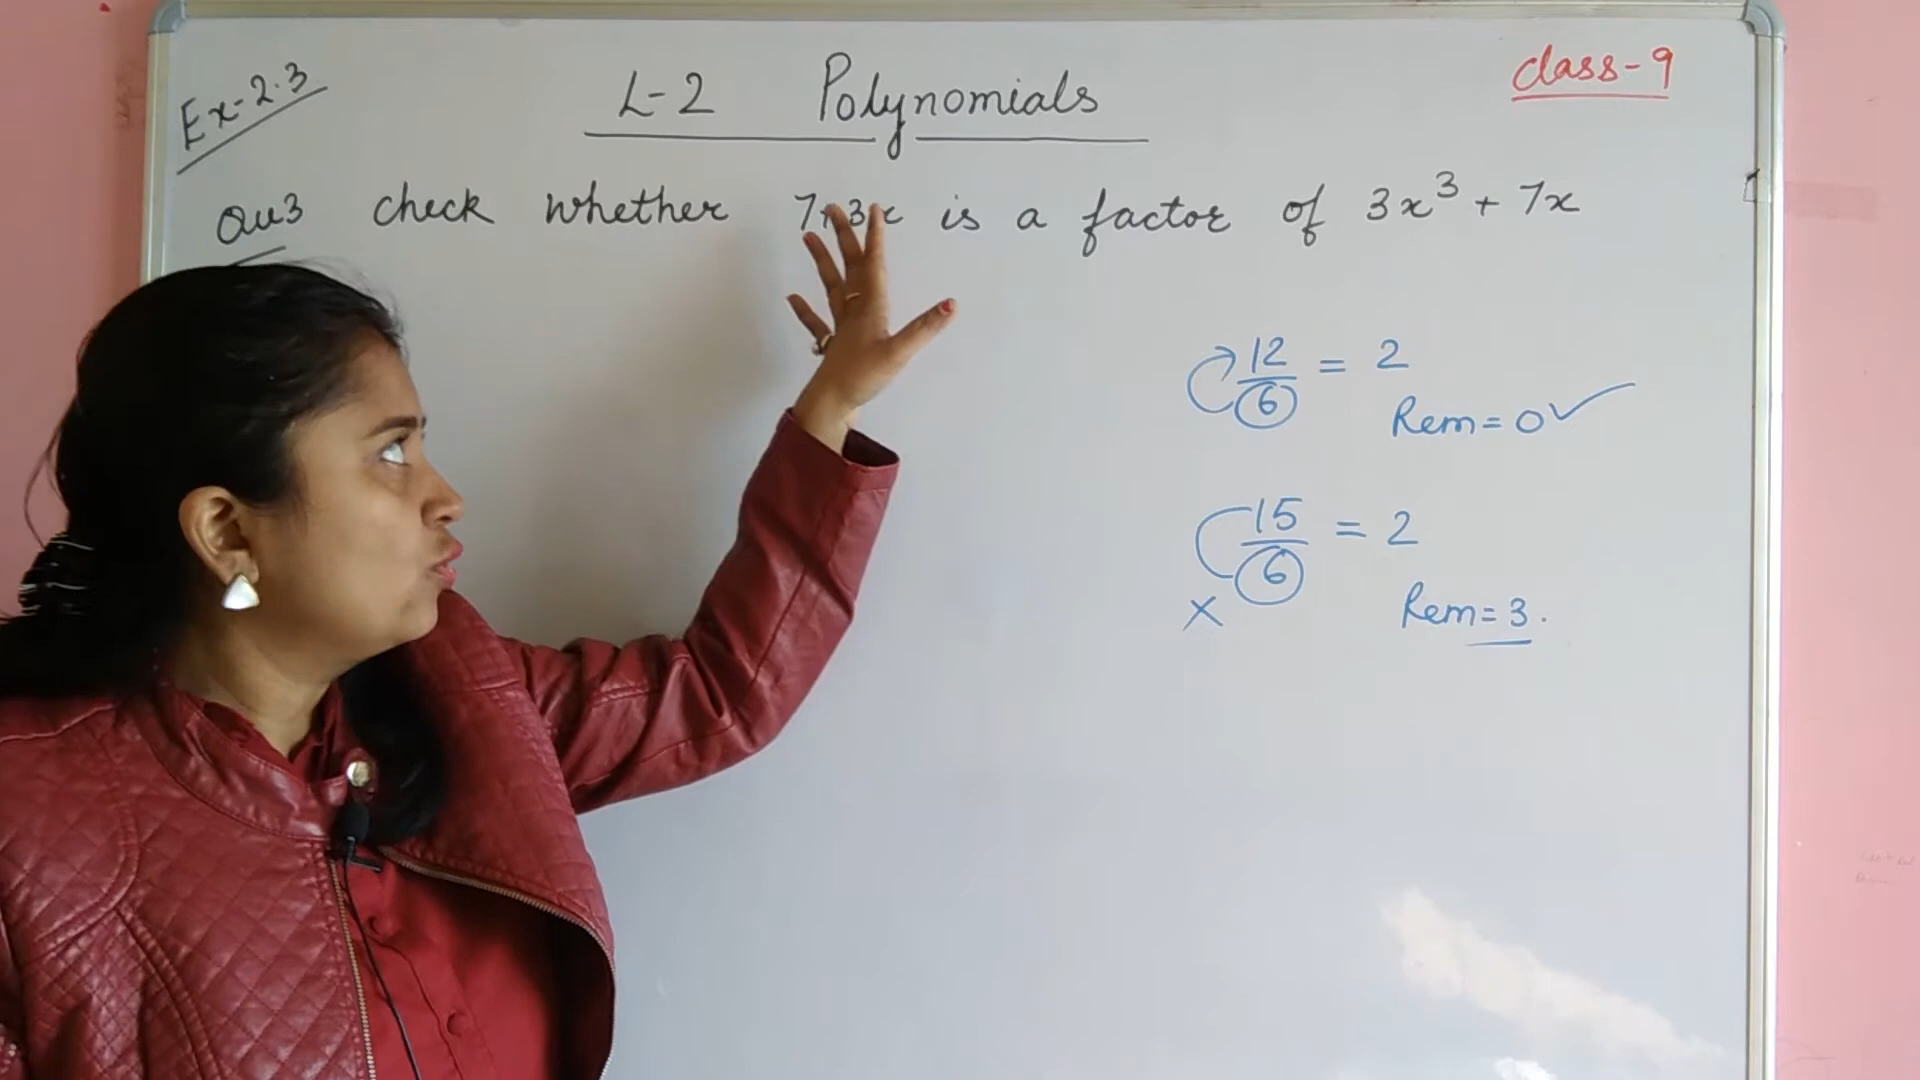 Ex-2.3
L-2 Polynomials
class-9
Qu3 check whether 7+3x is a factor of 3x³ + 7x
12/6 = 2
Rem = 0 ✓
15/6 = 2
X Rem = 3.